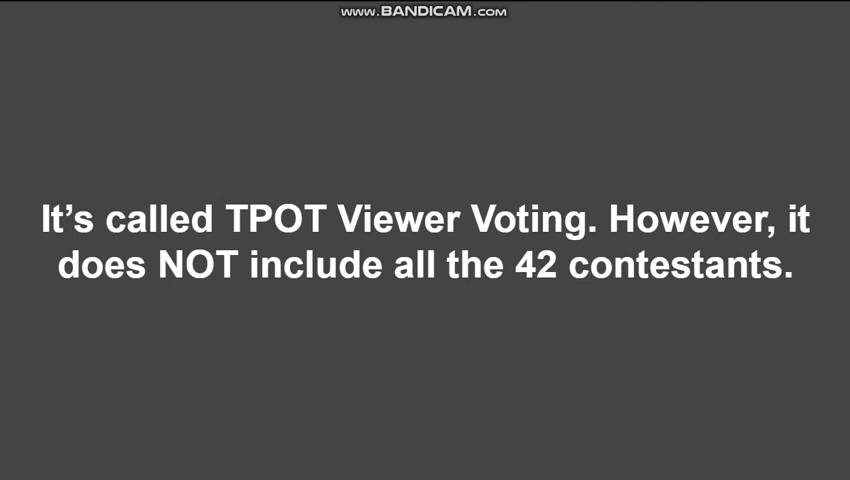 www.BANDICAM.com
It’s called TPOT Viewer Voting. However, it
does NOT include all the 42 contestants.